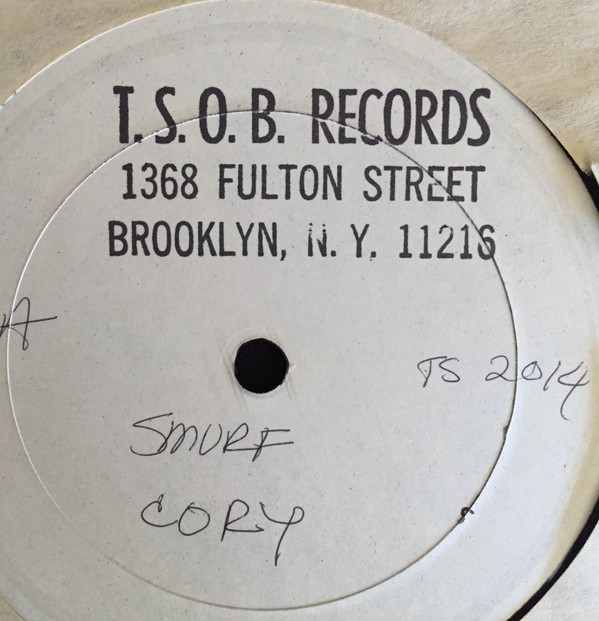 T. S. O. B. RECORDS
1368 FULTON STREET
BROOKLYN, N. Y. 11216
A
TS 2014
SMURF
CORY